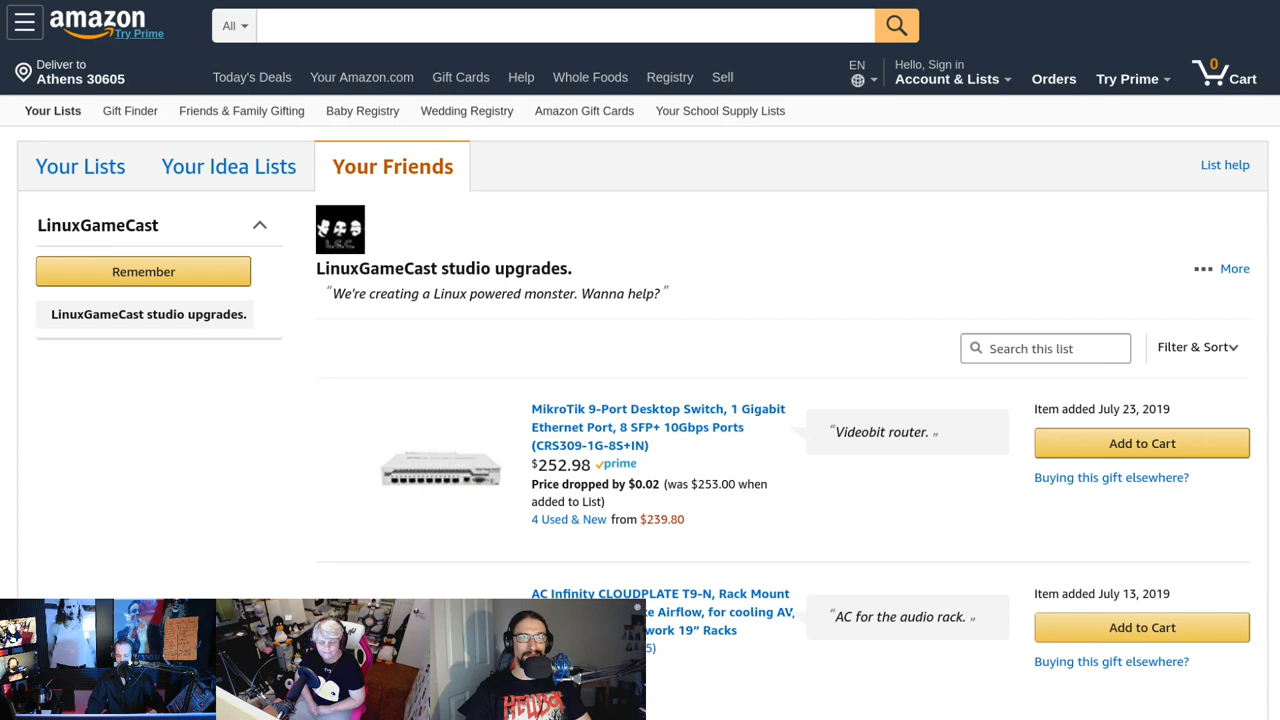 amazon
Try Prime
All
Deliver to
Athens 30605
Today's Deals Your Amazon.com Gift Cards Help Whole Foods Registry Sell
EN
Hello, Sign in
Account & Lists
Orders
Try Prime
0
Cart
Your Lists Gift Finder Friends & Family Gifting Baby Registry Wedding Registry Amazon Gift Cards Your School Supply Lists
Your Lists Your Idea Lists Your Friends
List help
LinuxGameCast
Remember
LinuxGameCast studio upgrades.
L.G.C.
LinuxGameCast studio upgrades.
More
"We're creating a Linux powered monster. Wanna help?"
Search this list
Filter & Sort
MikroTik 9-Port Desktop Switch, 1 Gigabit
Ethernet Port, 8 SFP+ 10Gbps Ports
(CRS309-1G-8S+IN)
$252.98 prime
Price dropped by $0.02 (was $253.00 when
added to List)
4 Used & New from $239.80
"Videobit router."
Item added July 23, 2019
Add to Cart
Buying this gift elsewhere?
AC Infinity CLOUDPLATE T9-N, Rack Mount
Airflow, for cooling AV,
19" Racks
5)
"AC for the audio rack."
Item added July 13, 2019
Add to Cart
Buying this gift elsewhere?
HELLBOY